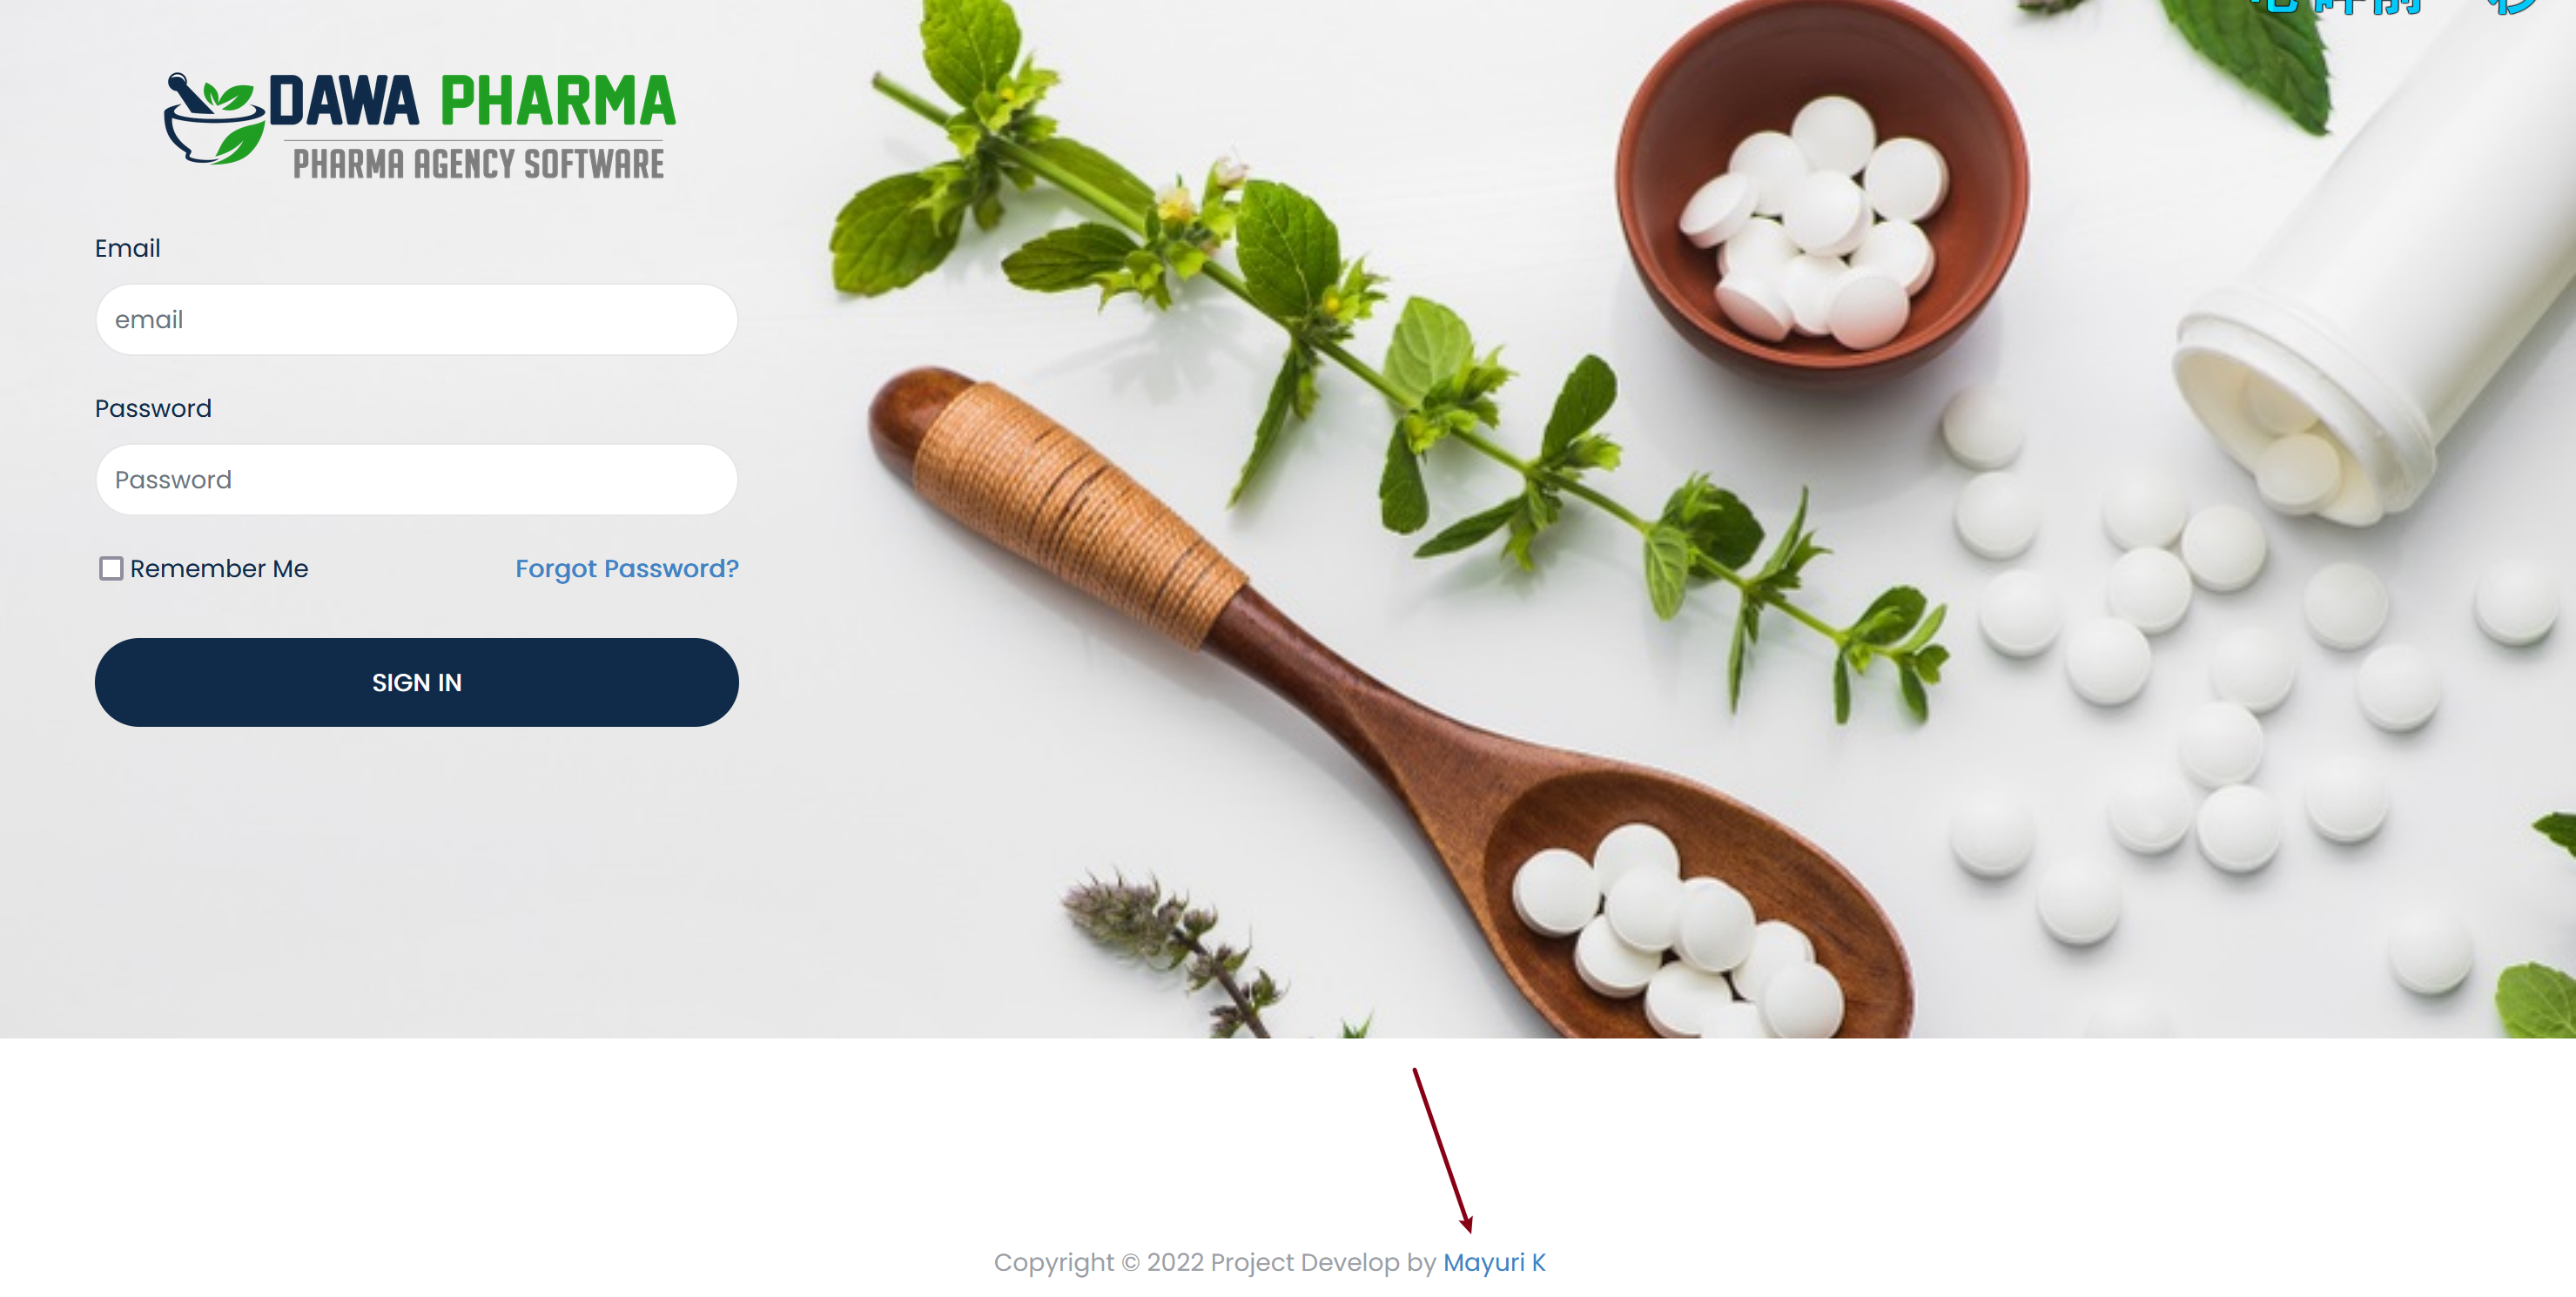 DAWA PHARMA
PHARMA AGENCY SOFTWARE
Email
email
Password
Password
Remember Me
Forgot Password?
SIGN IN
Copyright © 2022 Project Develop by Mayuri K